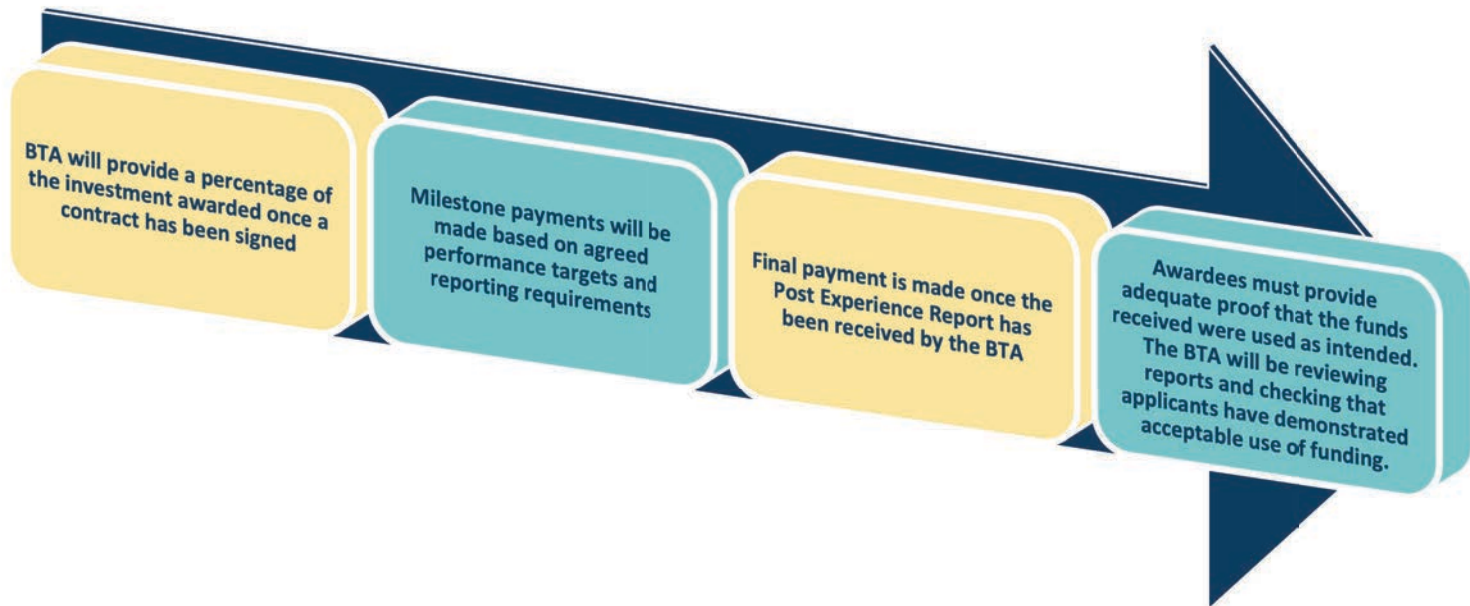 BTA will provide a percentage of
the investment awarded once a
contract has been signed
Milestone payments will be
made based on agreed
performance targets and
reporting requirements
Final payment is made once the
Post Experience Report has
been received by the BTA
Awardees must provide
adequate proof that the funds
received were used as intended.
The BTA will be reviewing
reports and checking that
applicants have demonstrated
acceptable use of funding.